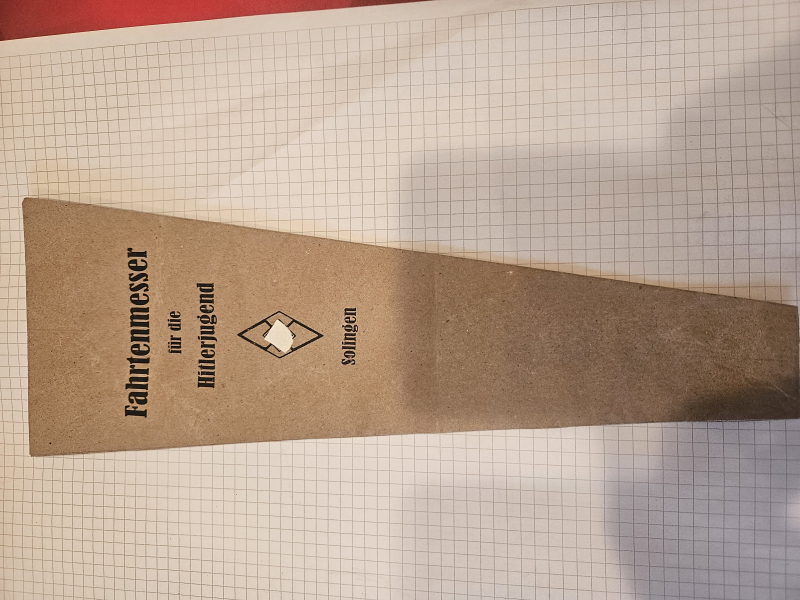 Fahrtenmesser
für die
Hitlerjugend
Solingen